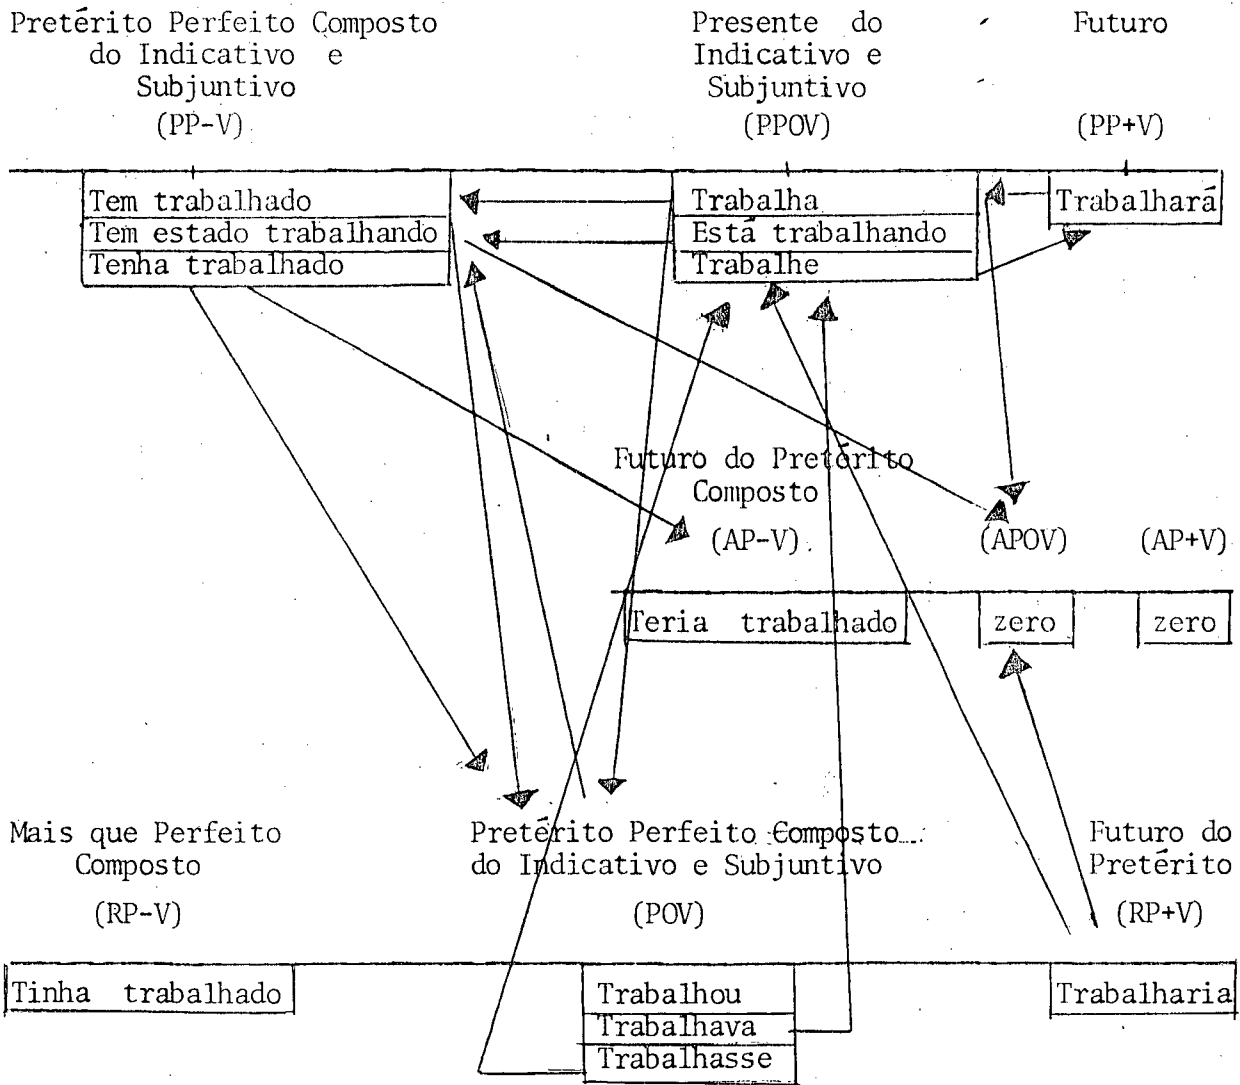 Pretérito Perfeito Composto
do Indicativo e
Subjuntivo
(PP-V)
Presente do
Indicativo e
Subjuntivo
(PPOV)
Futuro
(PP+V)
Tem trabalhado
Tem estado trabalhando
Tenha trabalhado
Trabalha
Está trabalhando
Trabalhe
Trabalhará
Futuro do Pretérito
Composto
(AP-V)
(APOV)
(AP+V)
Teria trabalhado
zero
zero
Mais que Perfeito
Composto
(RP-V)
Pretérito Perfeito Composto
do Indicativo e Subjuntivo
(POV)
Futuro do
Pretérito
(RP+V)
Tinha trabalhado
Trabalhou
Trabalhava
Trabalhasse
Trabalharia